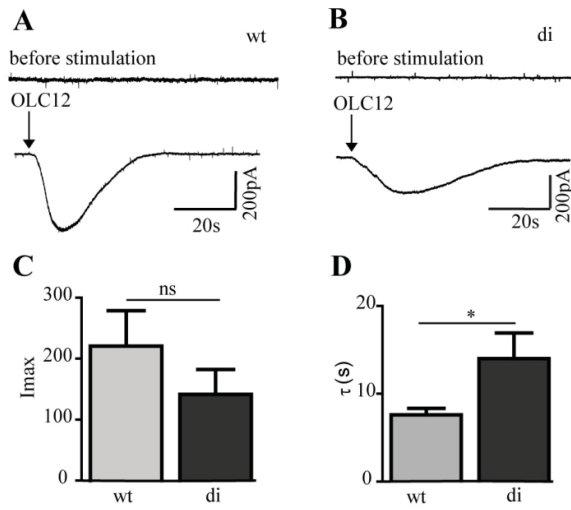 A
wt
before stimulation
OLC12
200pA
20s
B
di
before stimulation
OLC12
200pA
20s
C
ns
300
200
100
0
Imax
wt
di
D
*
20
10
0
τ(s)
wt
di